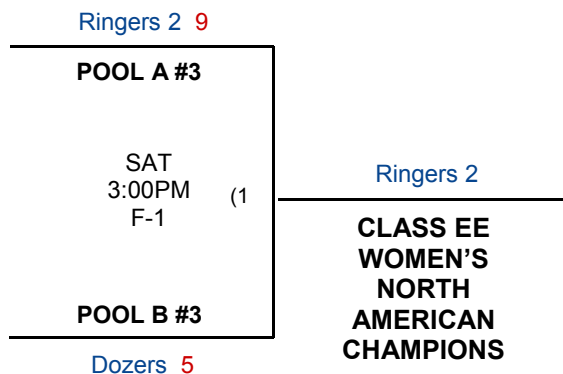 Ringers 2 9
POOL A #3
SAT
3:00PM (1
F-1
Ringers 2
CLASS EE
WOMEN’S
NORTH
AMERICAN
CHAMPIONS
POOL B #3
Dozers 5